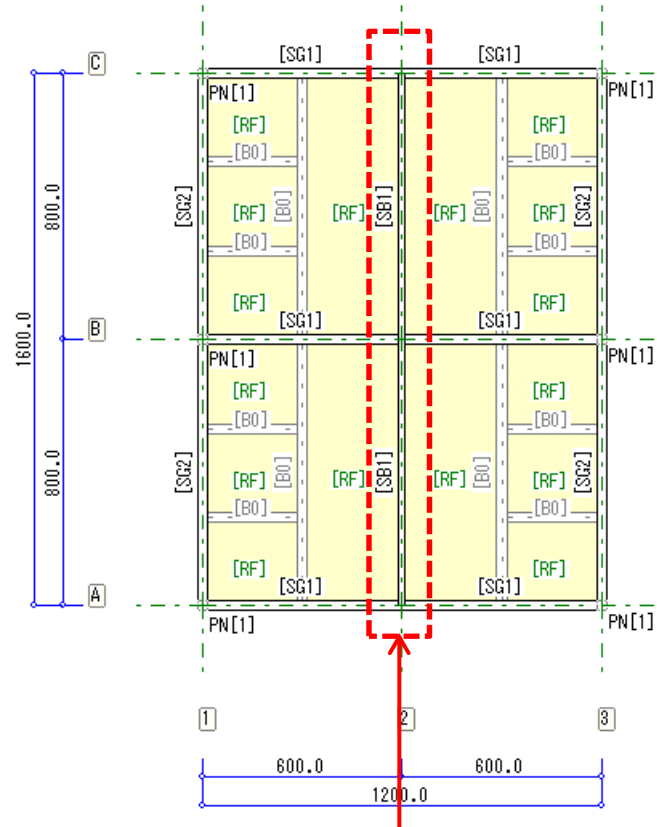 [SG1] [SG1]
C
PN[1] PN[1]
[RF] [RF]
[B0] [B0]
800.0 [SG2] [RF] [B0] [RF] [SB1] [RF] [B0] [RF] [SG2]
[B0] [B0]
[RF] [RF]
[SG1] [SG1]
B
1600.0
PN[1] PN[1]
[RF] [RF]
[B0] [B0]
800.0 [SG2] [RF] [B0] [RF] [SB1] [RF] [B0] [RF] [SG2]
[B0] [B0]
[RF] [RF]
[SG1] [SG1]
A
PN[1] PN[1]
1 2 3
600.0 600.0
1200.0